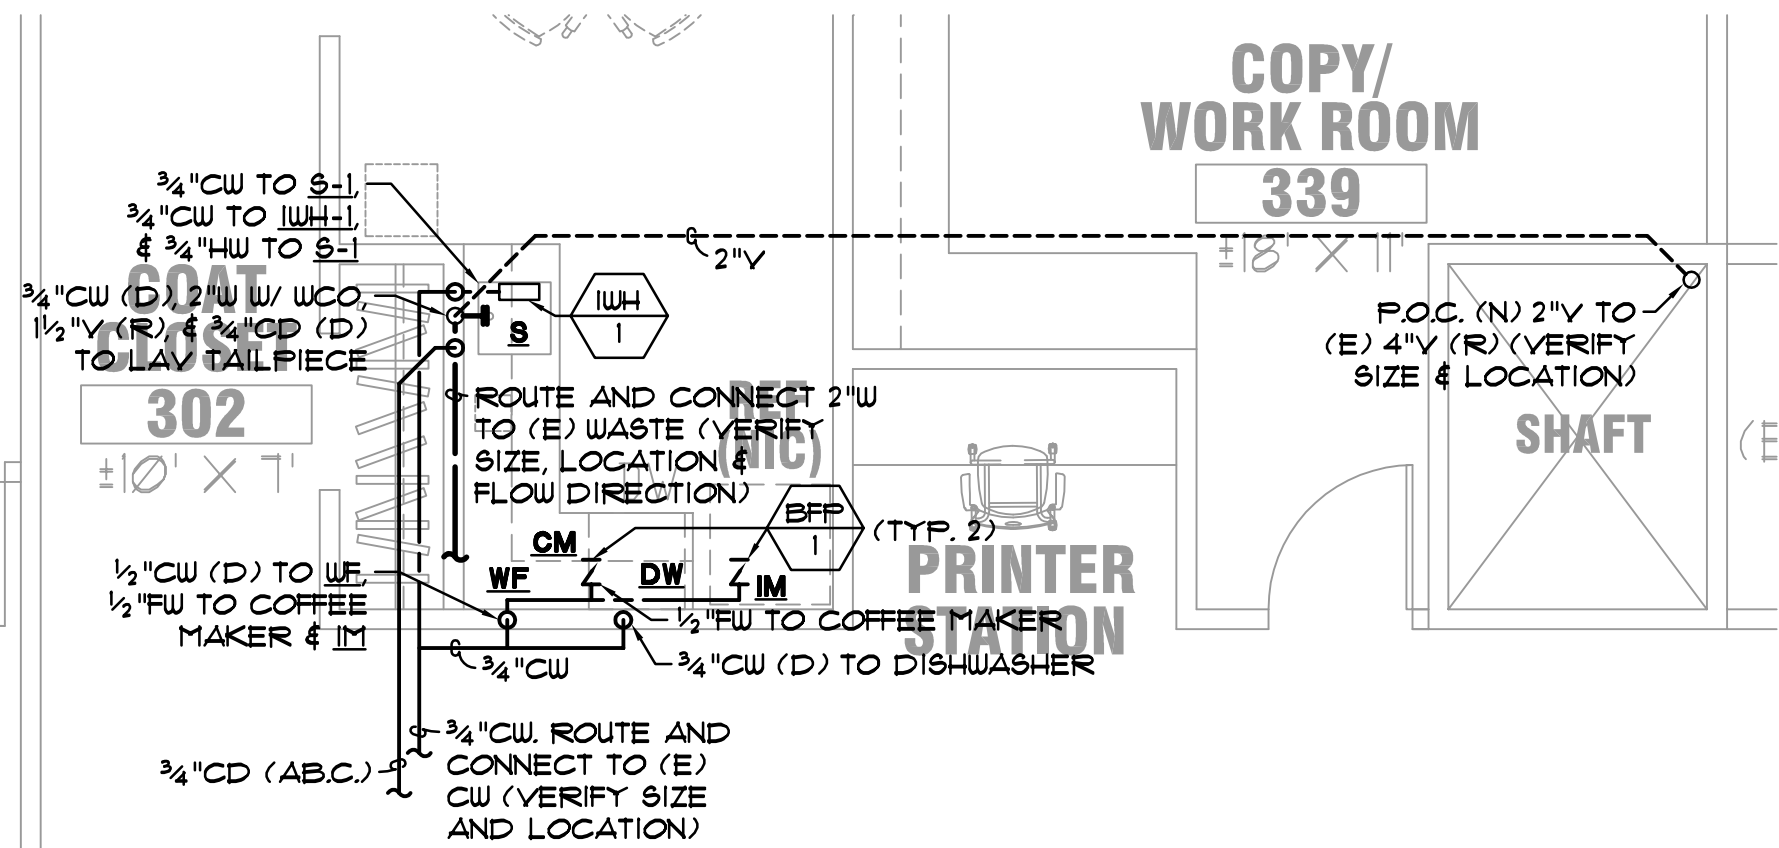 COPY/
WORK ROOM
339
±18' X 11'
¾"CW TO S-1,
¾"CW TO IWH-1,
& ¾"HW TO S-1
2"V
COAT
CLOSET
302
±10' X 7'
¾"CW (D), 2"W W/ WCO,
1½"V (R), & ¾"CD (D)
TO LAV TAILPIECE
IWH
1
S
P.O.C. (N) 2"V TO
(E) 4"V (R) (VERIFY
SIZE & LOCATION)
SHAFT
(E
REF
(NIC)
ROUTE AND CONNECT 2"W
TO (E) WASTE (VERIFY
SIZE, LOCATION &
FLOW DIRECTION)
DW
BFP
1
(TYP. 2)
CM
WF
DW
IM
PRINTER
STATION
½"CW (D) TO WF,
½"FW TO COFFEE
MAKER & IM
½"FW TO COFFEE MAKER
¾"CW
¾"CW (D) TO DISHWASHER
¾"CW. ROUTE AND
CONNECT TO (E)
CW (VERIFY SIZE
AND LOCATION)
¾"CD (AB.C.)